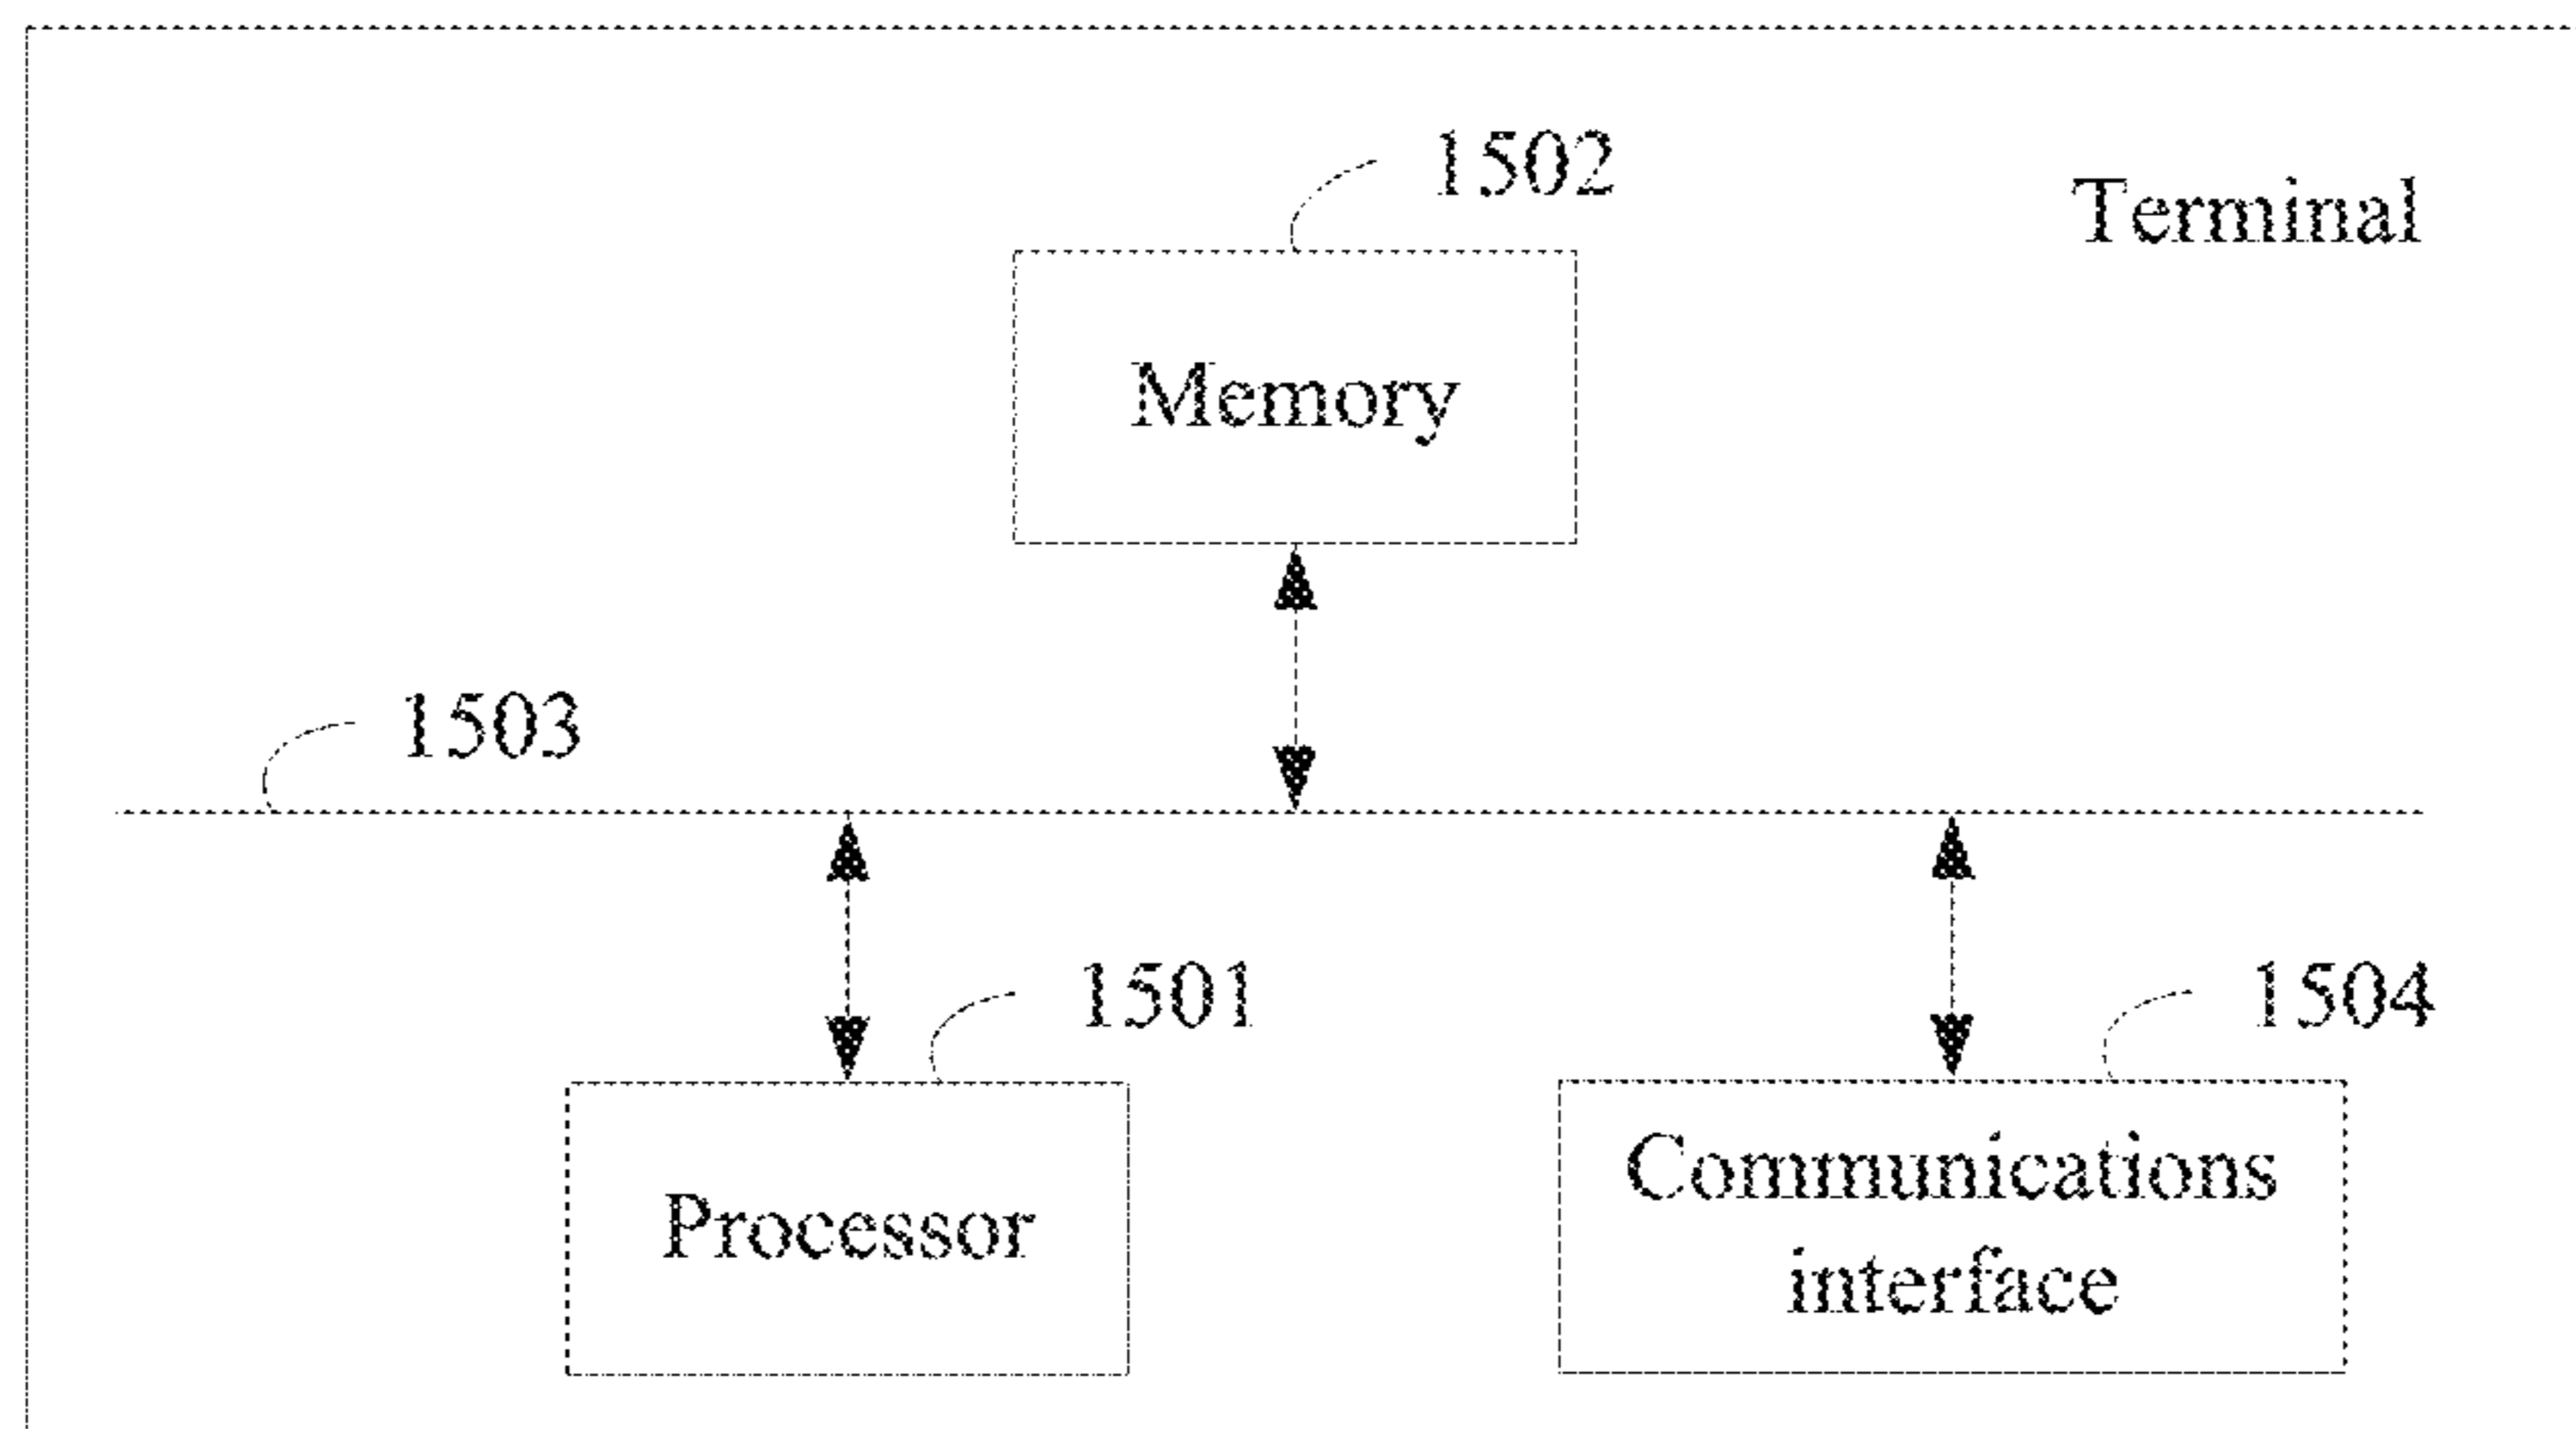 1502
Terminal
Memory
1503
1501
1504
Processor
Communications
interface